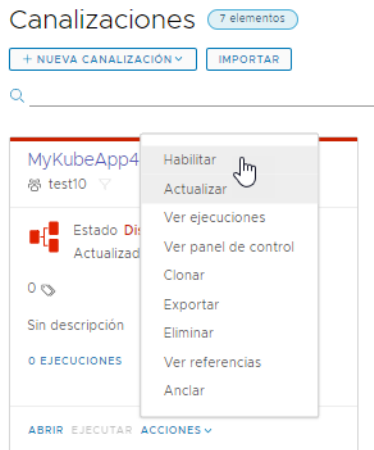 Canalizaciones 7 elementos
+ NUEVA CANALIZACIÓN IMPORTAR
MyKubeApp4
test10
Estado
Actualizad
0
Sin descripción
0 EJECUCIONES
Habilitar
Actualizar
Ver ejecuciones
Ver panel de control
Clonar
Exportar
Eliminar
Ver referencias
Anclar
ABRIR EJECUTAR ACCIONES